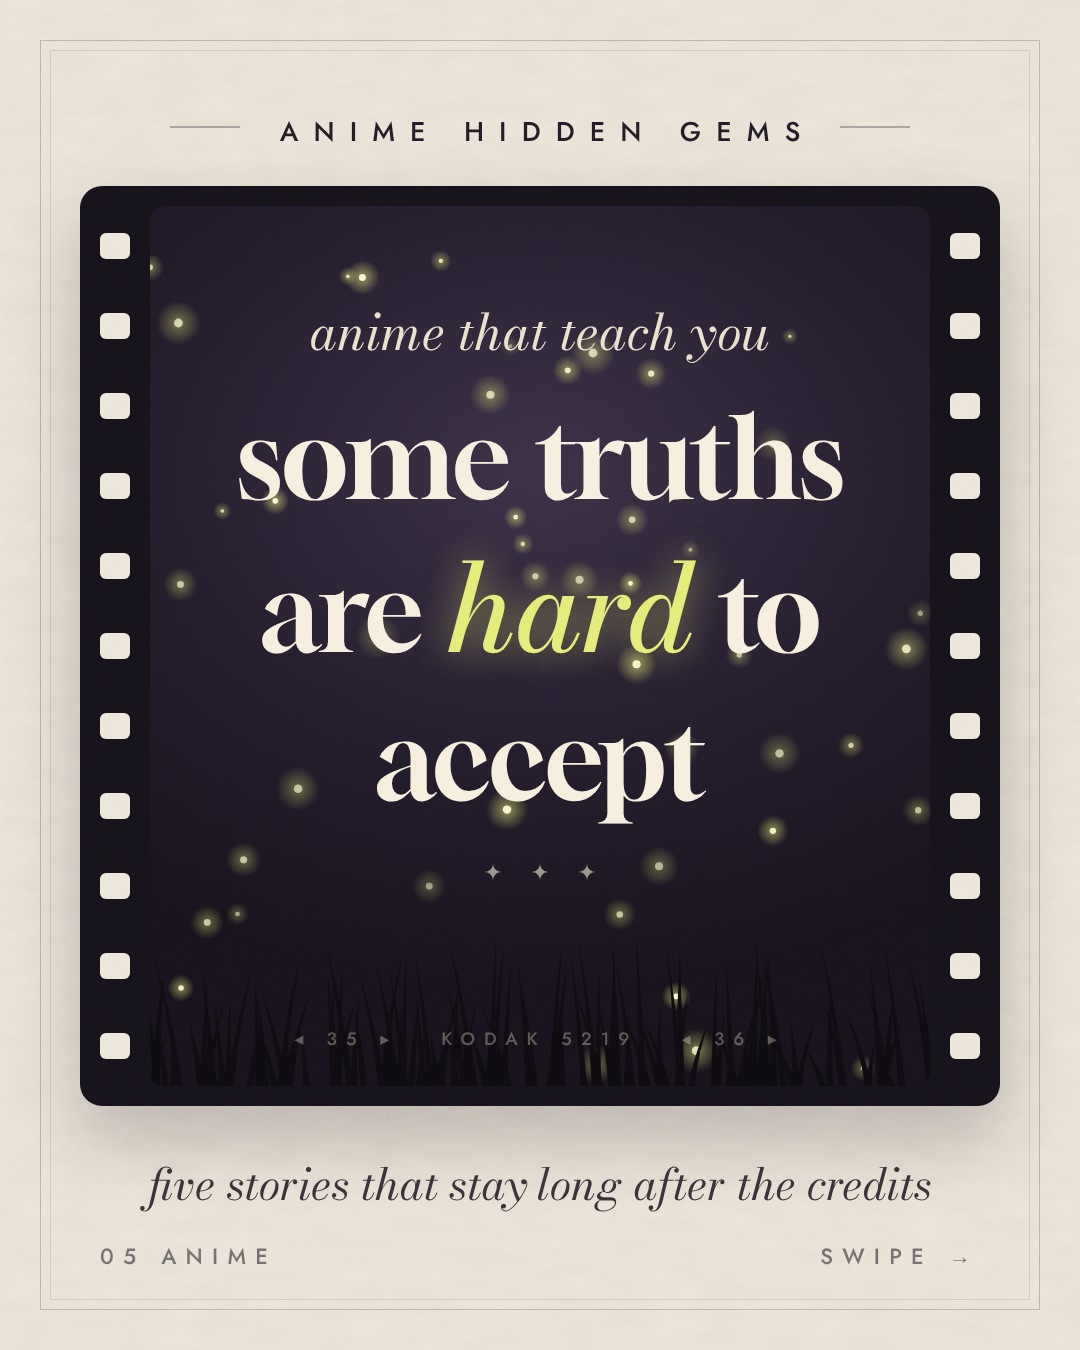 ANIME HIDDEN GEMS
anime that teach you
some truths
are hard to
accept
✦ ✦ ✦
◄ 35 ► KODAK 5219 ◄ 36 ►
five stories that stay long after the credits
05 ANIME
SWIPE →